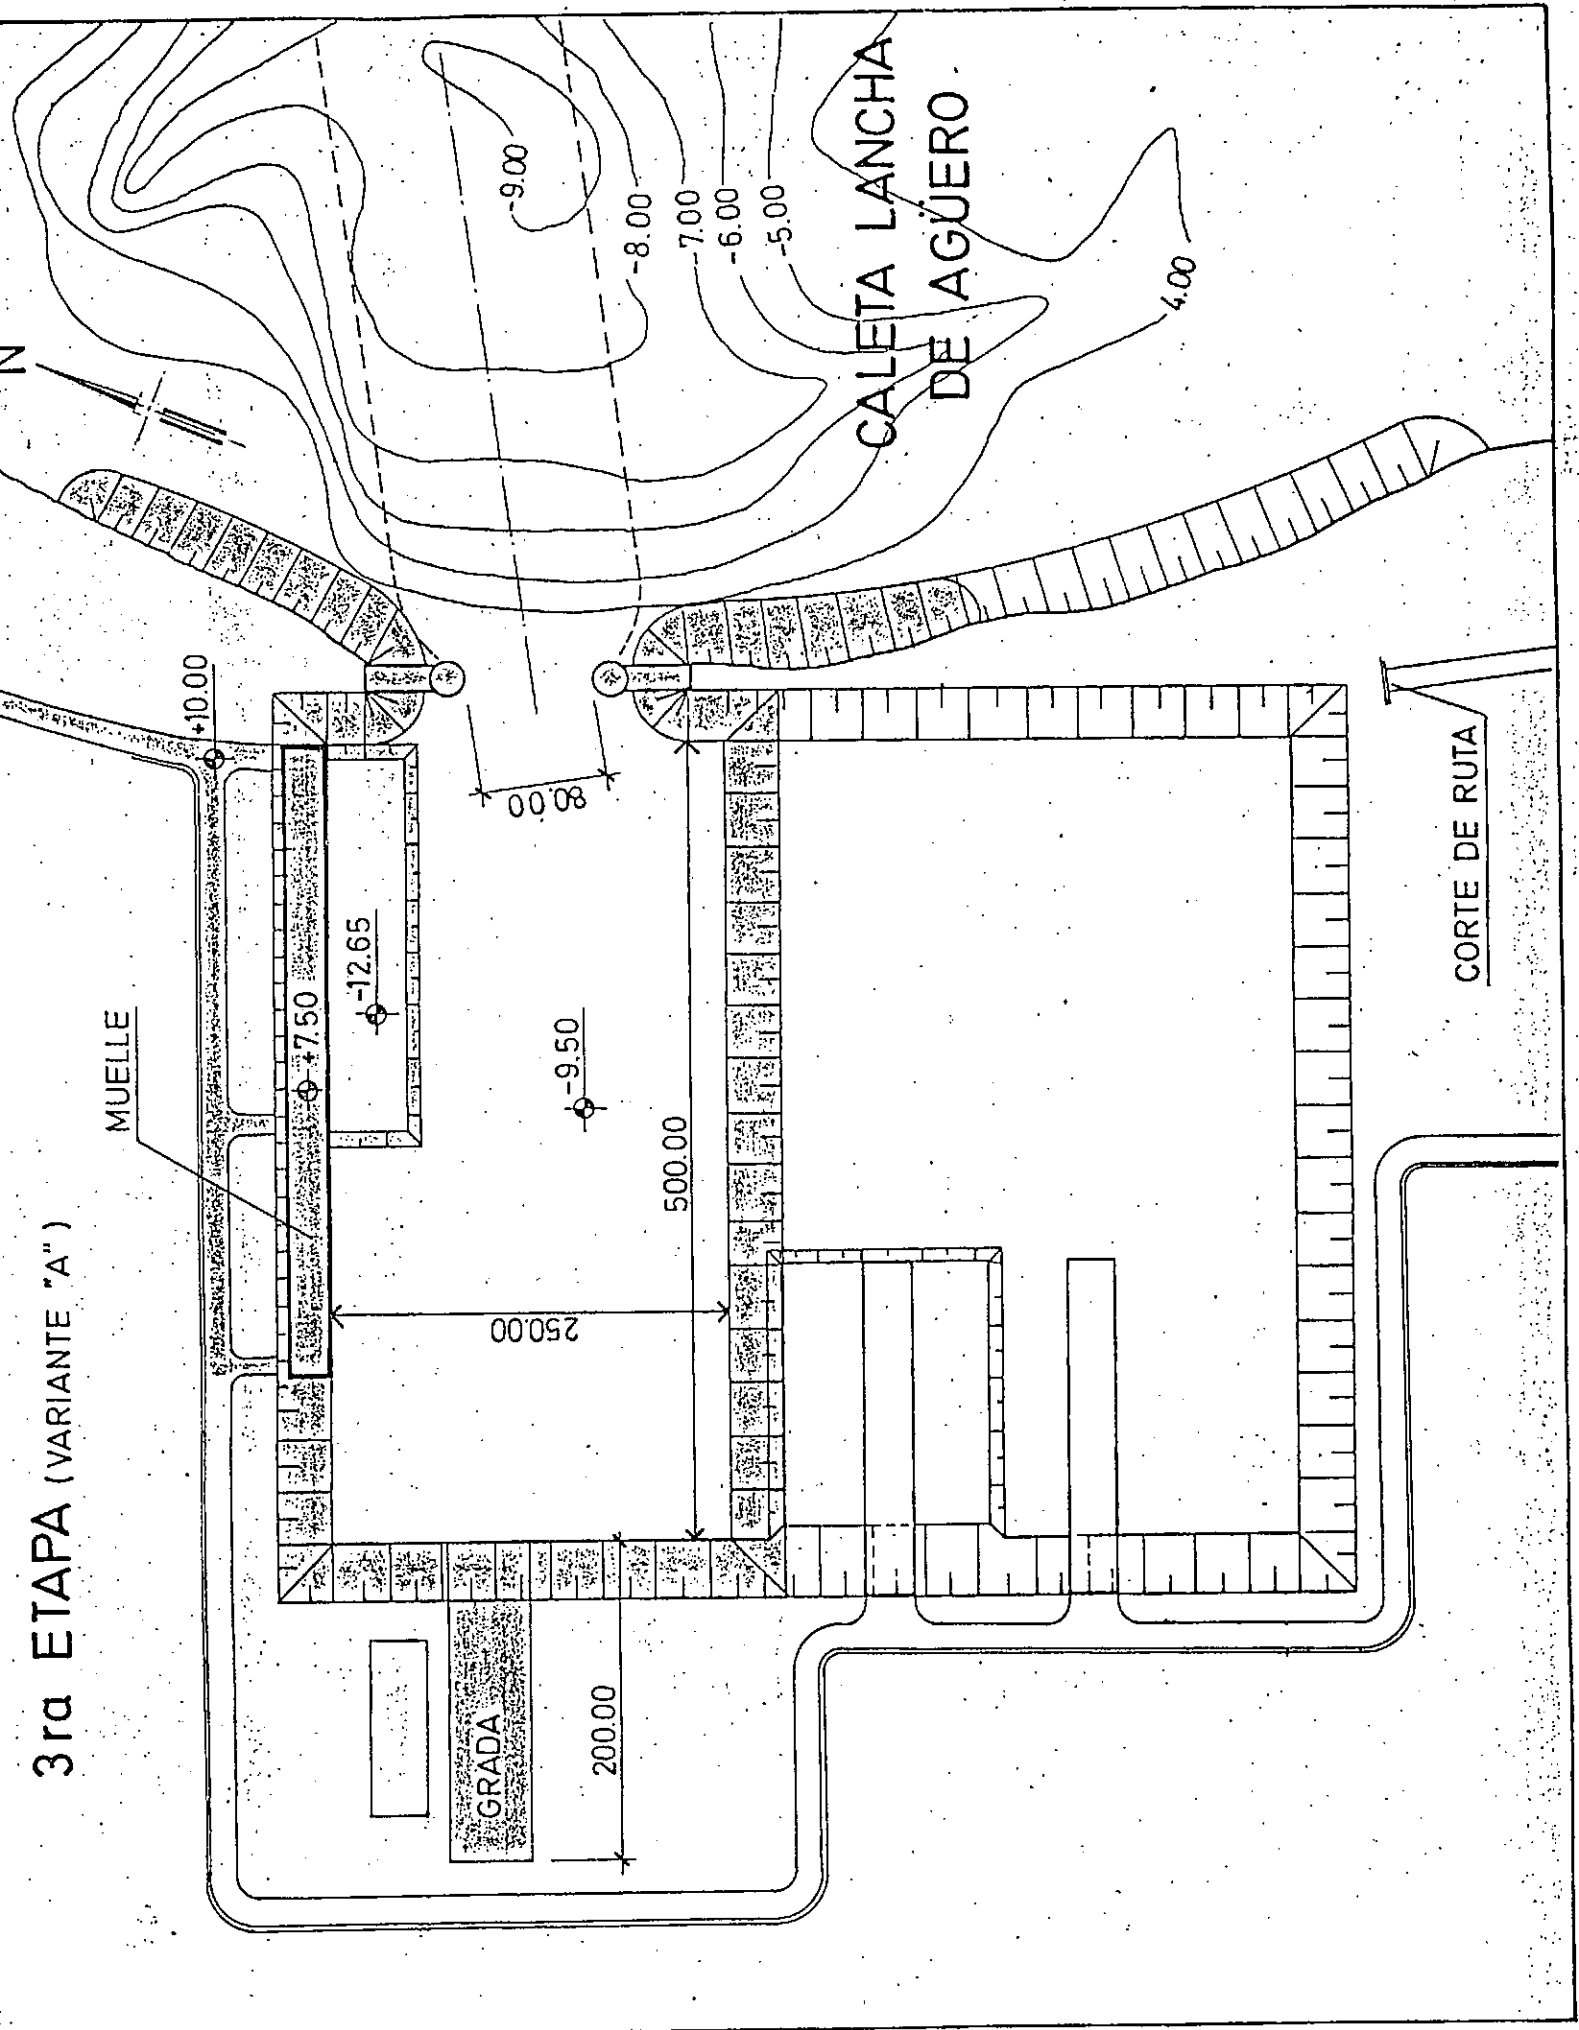 3ra ETAPA (VARIANTE "A")
MUELLE
N
+10.00
+7.50
-12.65
-9.50
80.00
500.00
250.00
GRADA
200.00
-9.00
-8.00
-7.00
-6.00
-5.00
4.00
CALETA LANCHA
DE AGÜERO
CORTE DE RUTA